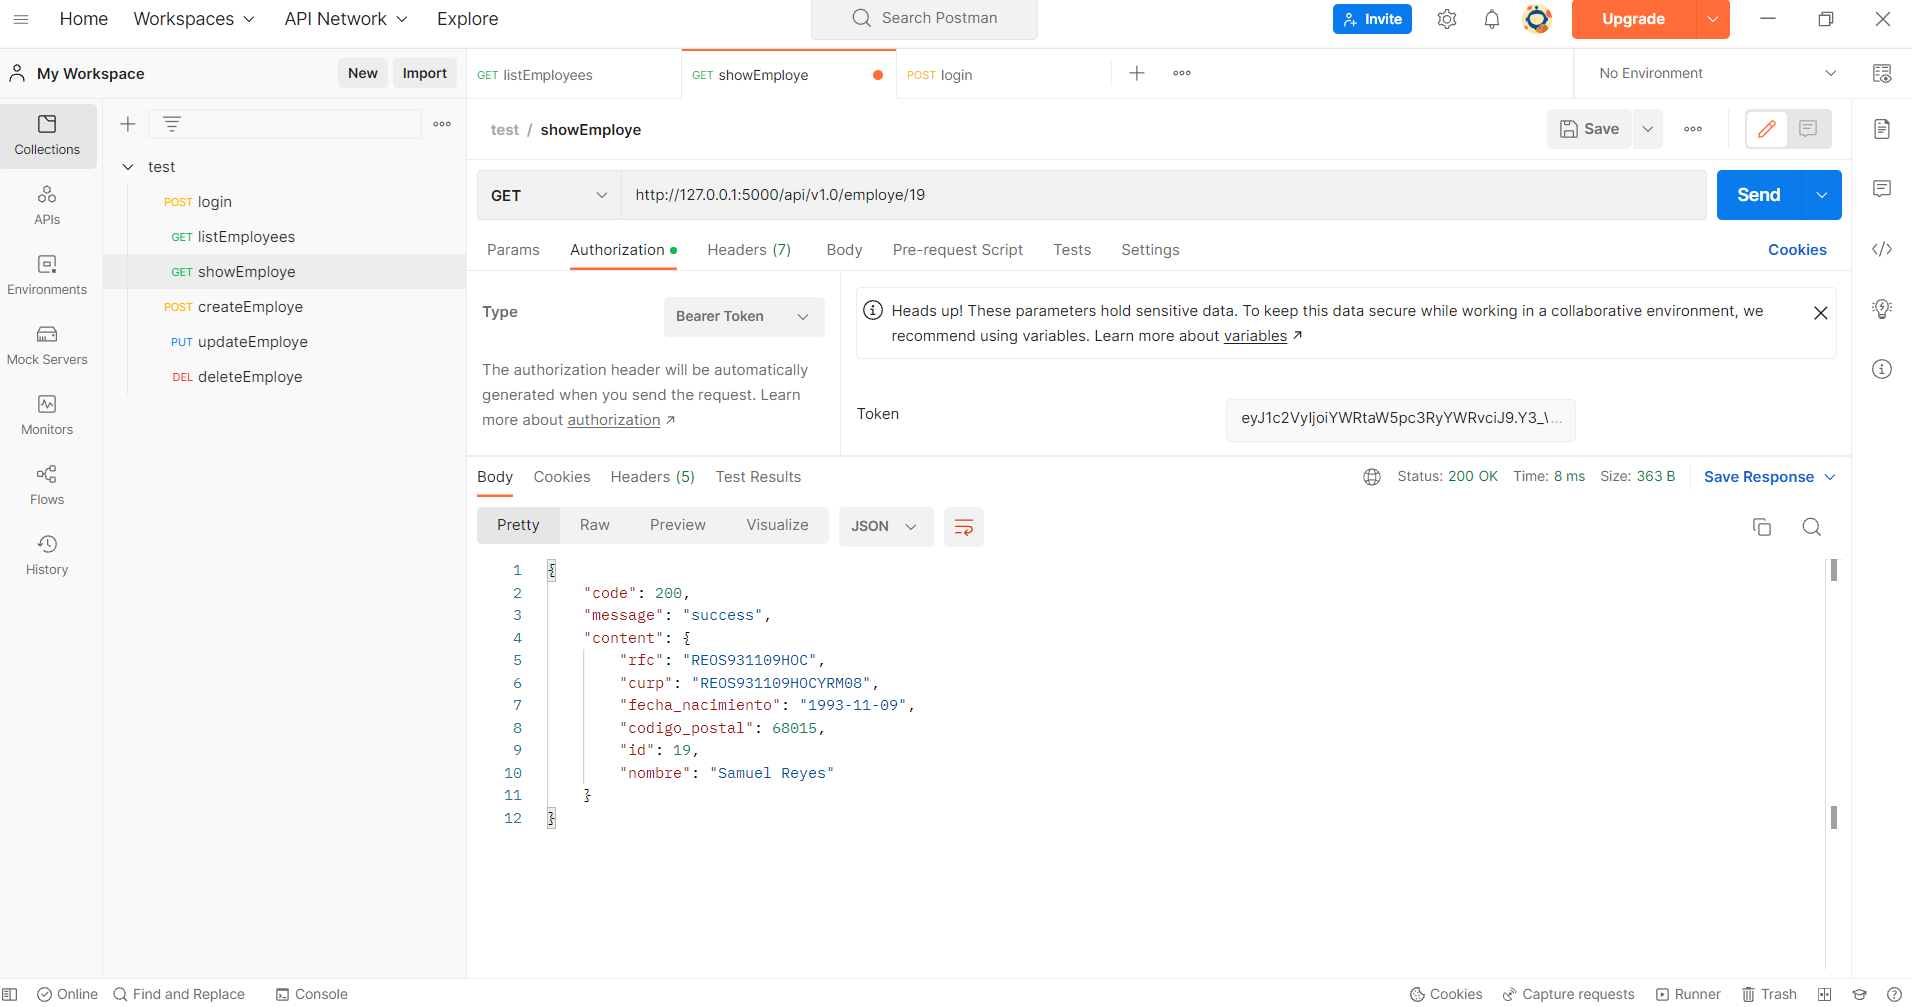 Home Workspaces API Network Explore Search Postman Invite Upgrade
My Workspace New Import
GET listEmployees GET showEmploye POST login No Environment
Collections
APIs
Environments
Mock Servers
Monitors
Flows
History
test
POST login
GET listEmployees
GET showEmploye
POST createEmploye
PUT updateEmploye
DEL deleteEmploye
test / showEmploye Save
GET http://127.0.0.1:5000/api/v1.0/employe/19 Send
Params Authorization Headers (7) Body Pre-request Script Tests Settings Cookies
Type Bearer Token
The authorization header will be automatically
generated when you send the request. Learn
more about authorization ↗
Heads up! These parameters hold sensitive data. To keep this data secure while working in a collaborative environment, we
recommend using variables. Learn more about variables ↗
Token eyJ1c2VyIjoiYWRtaW5pc3RyYWRvciJ9.Y3_\...
Body Cookies Headers (5) Test Results Status: 200 OK Time: 8 ms Size: 363 B Save Response
Pretty Raw Preview Visualize JSON
1 {
2 "code": 200,
3 "message": "success",
4 "content": {
5 "rfc": "REOS931109HOC",
6 "curp": "REOS931109HOCYRM08",
7 "fecha_nacimiento": "1993-11-09",
8 "codigo_postal": 68015,
9 "id": 19,
10 "nombre": "Samuel Reyes"
11 }
12 }
Online Find and Replace Console Cookies Capture requests Runner Trash